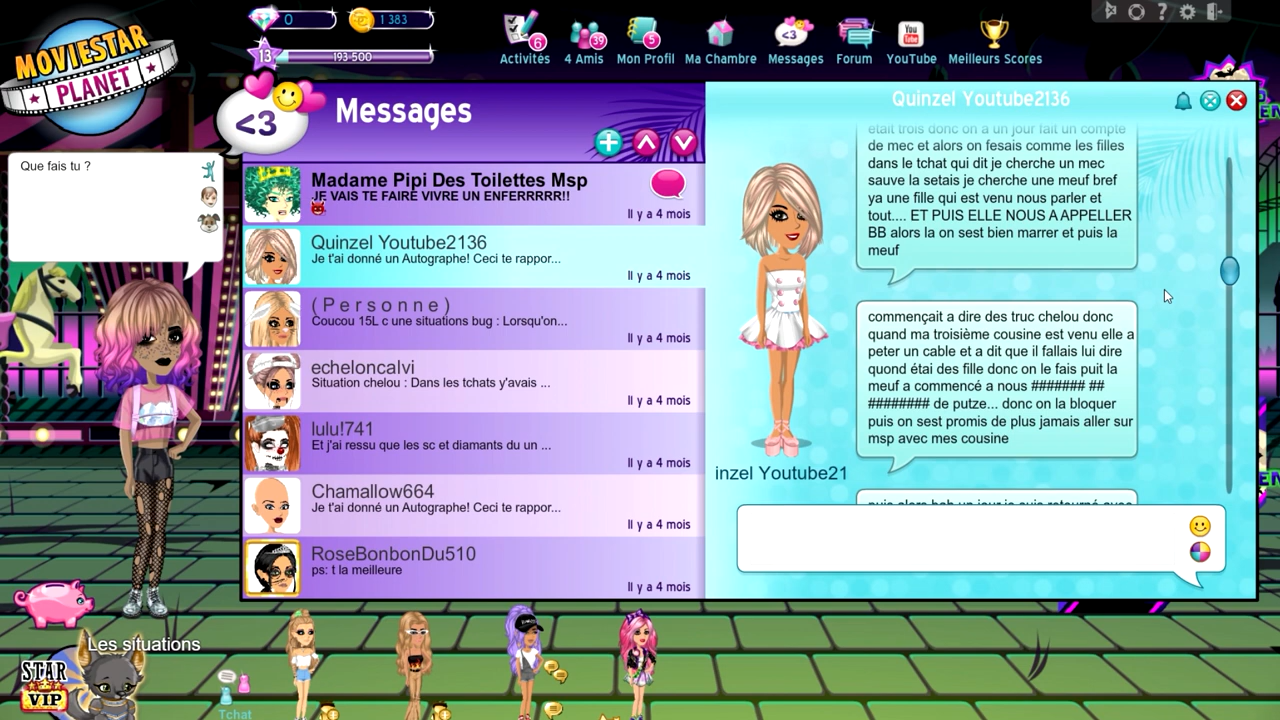 MOVIESTAR
PLANET
0
1 383
13
193 500
6
39
5
<3
You
Tube
Activités
4 Amis
Mon Profil
Ma Chambre
Messages
Forum
YouTube
Meilleurs Scores
Que fais tu ?
<3
Messages
Madame Pipi Des Toilettes Msp
JE VAIS TE FAIRE VIVRE UN ENFERRRRR!!
Il y a 4 mois
Quinzel Youtube2136
Je t'ai donné un Autographe! Ceci te rappor...
Il y a 4 mois
( P e r s o n n e )
Coucou 15L c une situations bug : Lorsqu'on...
Il y a 4 mois
echeloncalvi
Situation chelou : Dans les tchats y'avais ...
Il y a 4 mois
lulu!741
Et j'ai ressu que les sc et diamants du un ...
Il y a 4 mois
Chamallow664
Je t'ai donné un Autographe! Ceci te rappor...
Il y a 4 mois
RoseBonbonDu510
ps: t la meilleure
Il y a 4 mois
Quinzel Youtube2136
etait trois donc on a un jour fait un compte
de mec et alors on fesais comme les filles
dans le tchat qui dit je cherche un mec
sauve la setais je cherche une meuf bref
ya une fille qui est venu nous parler et
tout.... ET PUIS ELLE NOUS A APPELLER
BB alors la on sest bien marrer et puis la
meuf
commençait a dire des truc chelou donc
quand ma troisième cousine est venu elle a
peter un cable et a dit que il fallais lui dire
quond étai des fille donc on le fais puit la
meuf a commencé a nous ####### ##
######## de putze... donc on la bloquer
puis on sest promis de plus jamais aller sur
msp avec mes cousine
inzel Youtube21
Les situations
STAR
VIP
Tchat